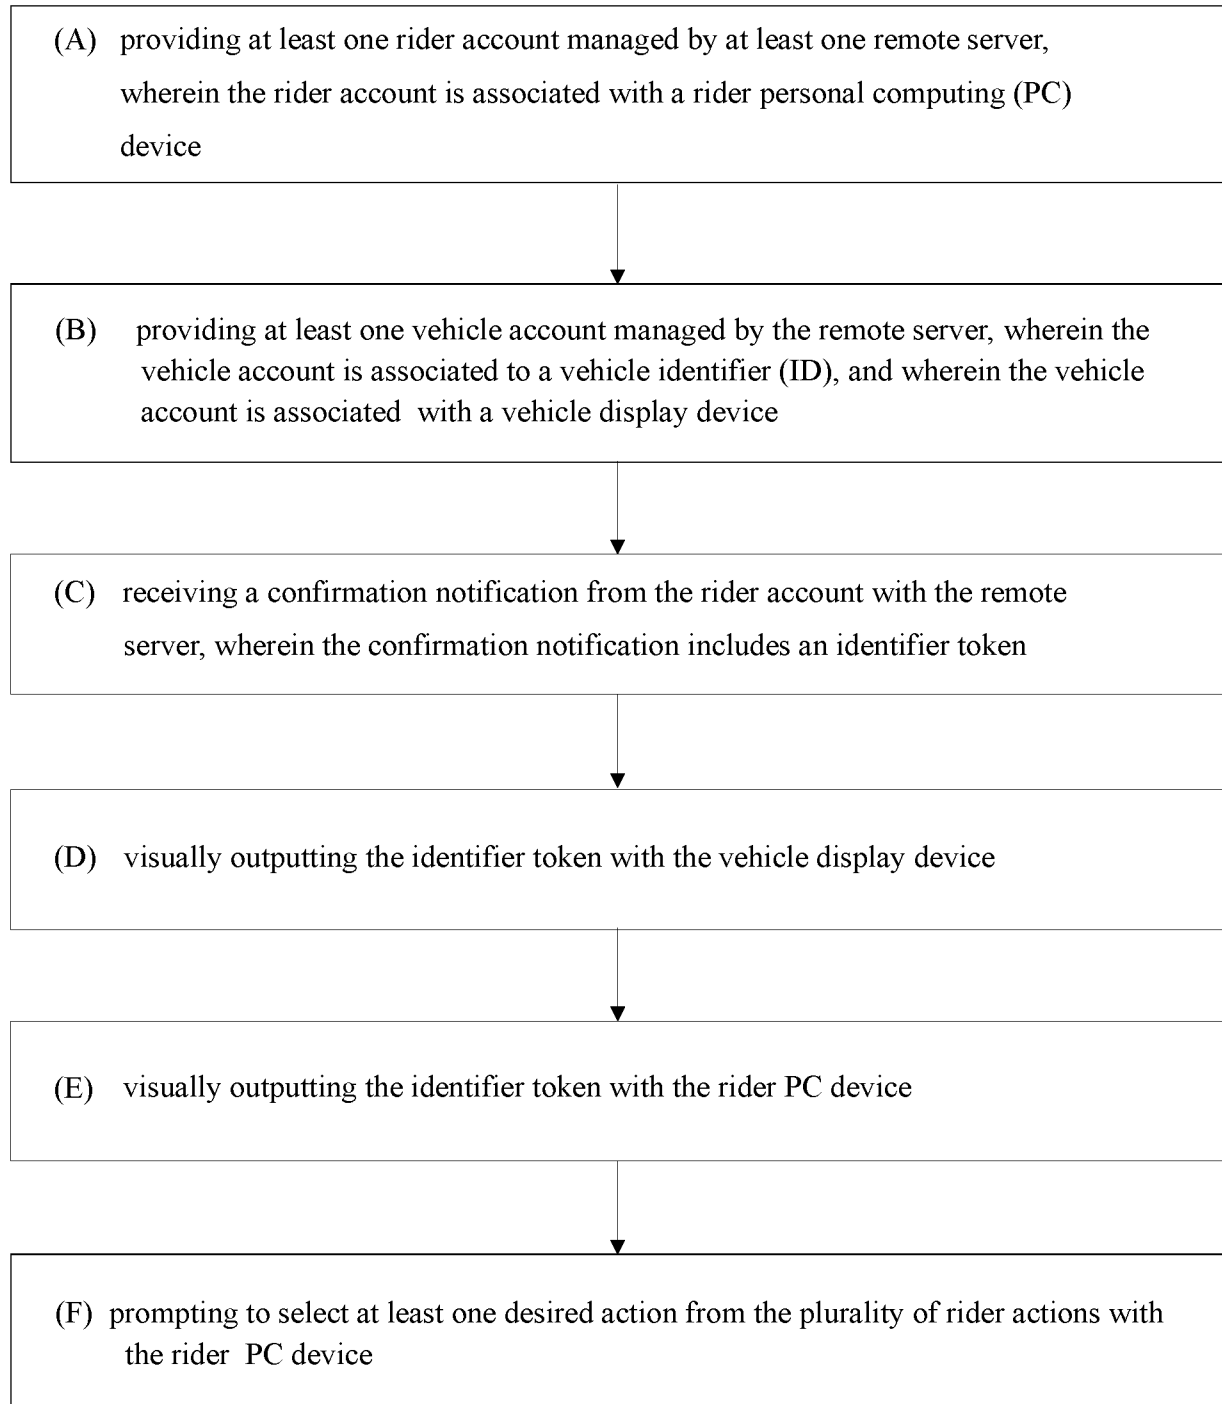 (A) providing at least one rider account managed by at least one remote server,
wherein the rider account is associated with a rider personal computing (PC)
device
(B) providing at least one vehicle account managed by the remote server, wherein the
vehicle account is associated to a vehicle identifier (ID), and wherein the vehicle
account is associated with a vehicle display device
(C) receiving a confirmation notification from the rider account with the remote
server, wherein the confirmation notification includes an identifier token
(D) visually outputting the identifier token with the vehicle display device
(E) visually outputting the identifier token with the rider PC device
(F) prompting to select at least one desired action from the plurality of rider actions with
the rider PC device